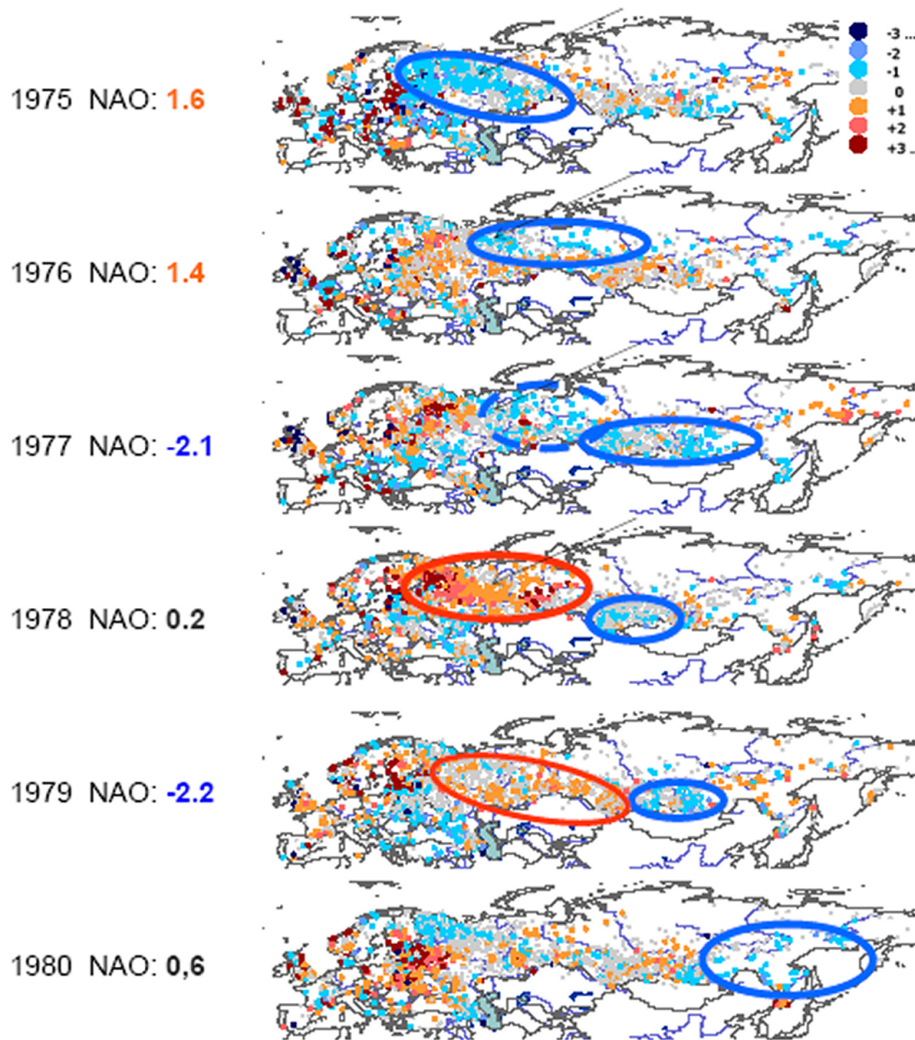 1975 NAO: 1.6
-3 ...
-2
-1
0
+1
+2
+3 ..
1976 NAO: 1.4
1977 NAO: -2.1
1978 NAO: 0.2
1979 NAO: -2.2
1980 NAO: 0,6